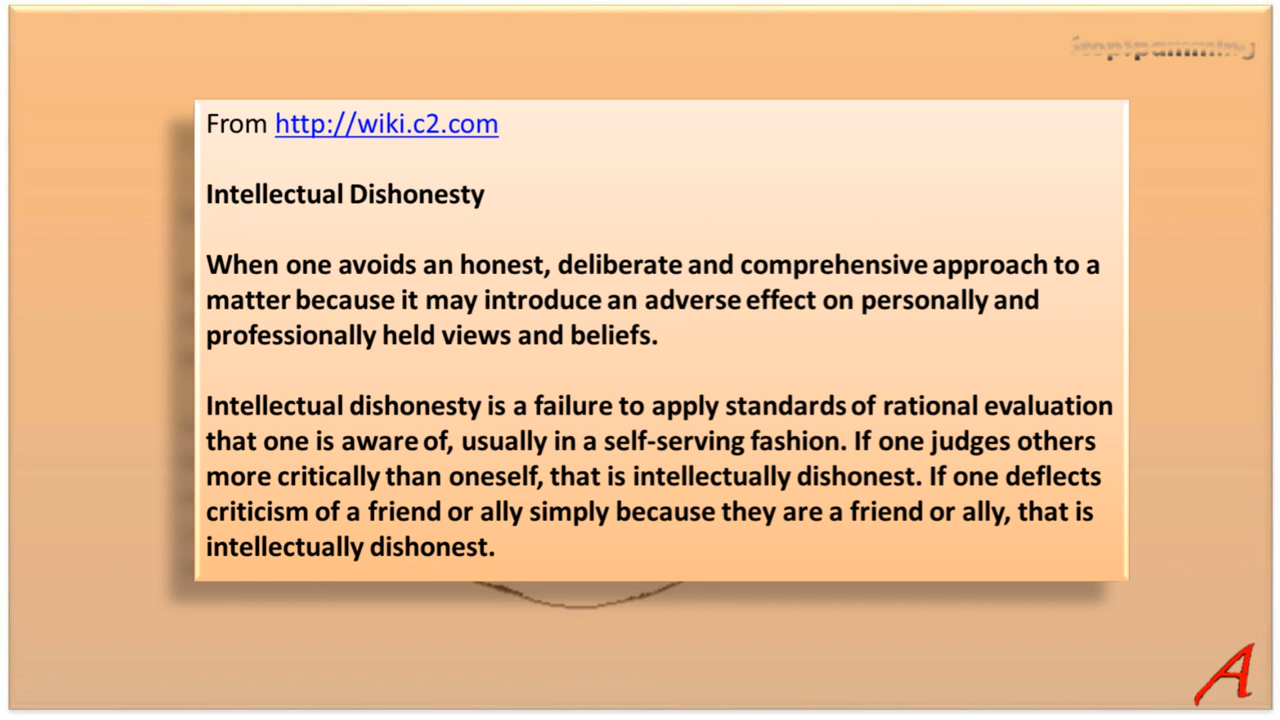 stopspamming
From http://wiki.c2.com
Intellectual Dishonesty
When one avoids an honest, deliberate and comprehensive approach to a
matter because it may introduce an adverse effect on personally and
professionally held views and beliefs.
Intellectual dishonesty is a failure to apply standards of rational evaluation
that one is aware of, usually in a self-serving fashion. If one judges others
more critically than oneself, that is intellectually dishonest. If one deflects
criticism of a friend or ally simply because they are a friend or ally, that is
intellectually dishonest.
A